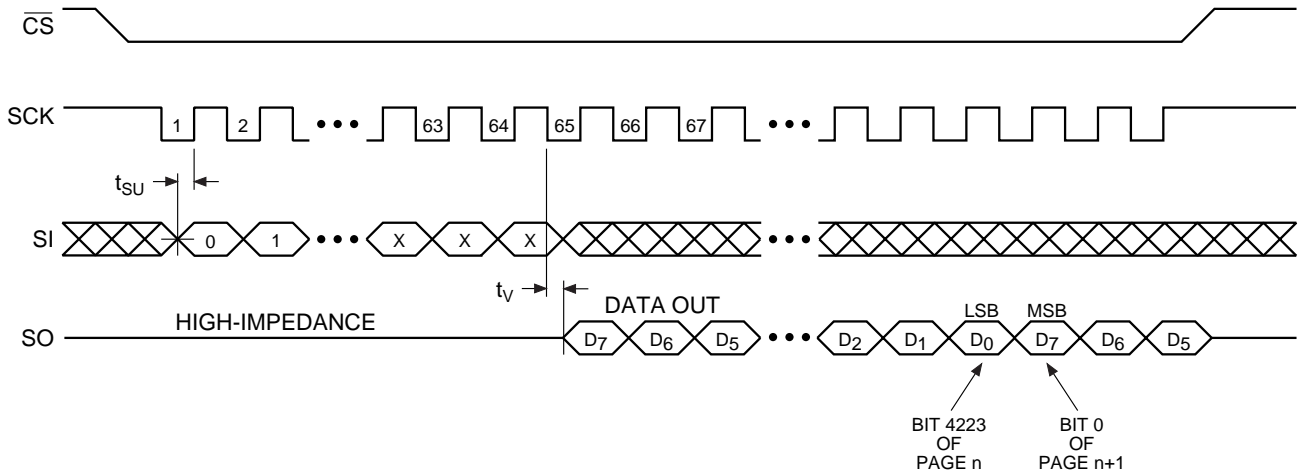 CS
SCK 1 2 63 64 65 66 67
tSU
SI 0 1 X X X
tV
HIGH-IMPEDANCE DATA OUT LSB MSB
SO D7 D6 D5 D2 D1 D0 D7 D6 D5
BIT 4223
OF
PAGE n
BIT 0
OF
PAGE n+1